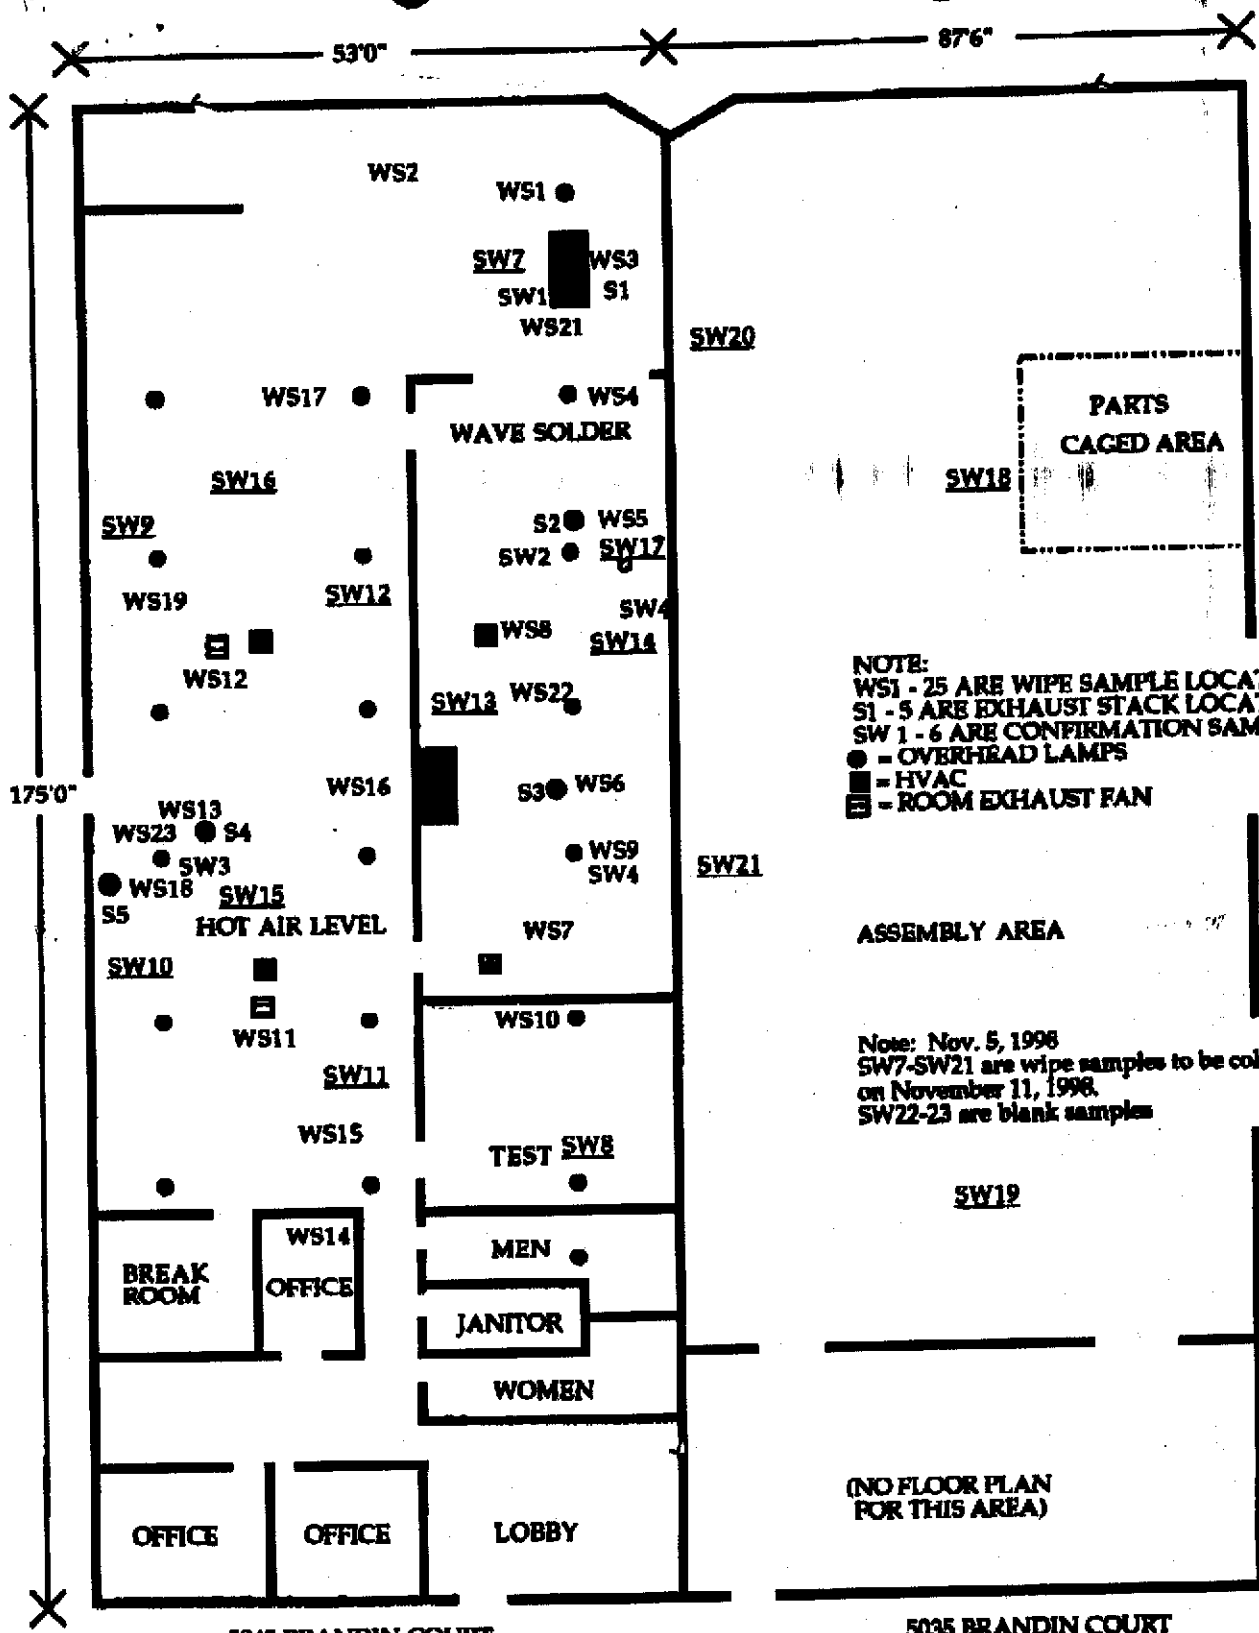 53'0"
87'6"
WS2
WS1
SW7
WS3
SW1
S1
WS21
SW20
WS17
WS4
WAVE SOLDER
PARTS
CAGED AREA
SW16
SW18
SW9
S2
WS5
SW2
SW17
WS19
SW12
SW4
WS8
SW14
WS12
SW13
WS22
NOTE:
WS1 - 25 ARE WIPE SAMPLE
S1 - 5 ARE EXHAUST STACK
SW 1 - 6 ARE CONFIRMATION
= OVERHEAD LAMPS
= HVAC
= ROOM EXHAUST FAN
175'0"
WS16
S3
WS6
WS13
WS23
S4
SW3
WS9
SW4
WS18
SW15
S5
SW21
HOT AIR LEVEL
WS7
ASSEMBLY AREA
SW10
WS11
WS10
Note: Nov. 5, 1998
SW7-SW21 are wipe samples to be
on November 11, 1998.
SW22-23 are blank samples
SW11
WS15
TEST
SW8
SW19
WS14
MEN
BREAK
ROOM
OFFICE
JANITOR
WOMEN
(NO FLOOR PLAN
FOR THIS AREA)
OFFICE
OFFICE
LOBBY
BRANDIN COURT
5035 BRANDIN COURT